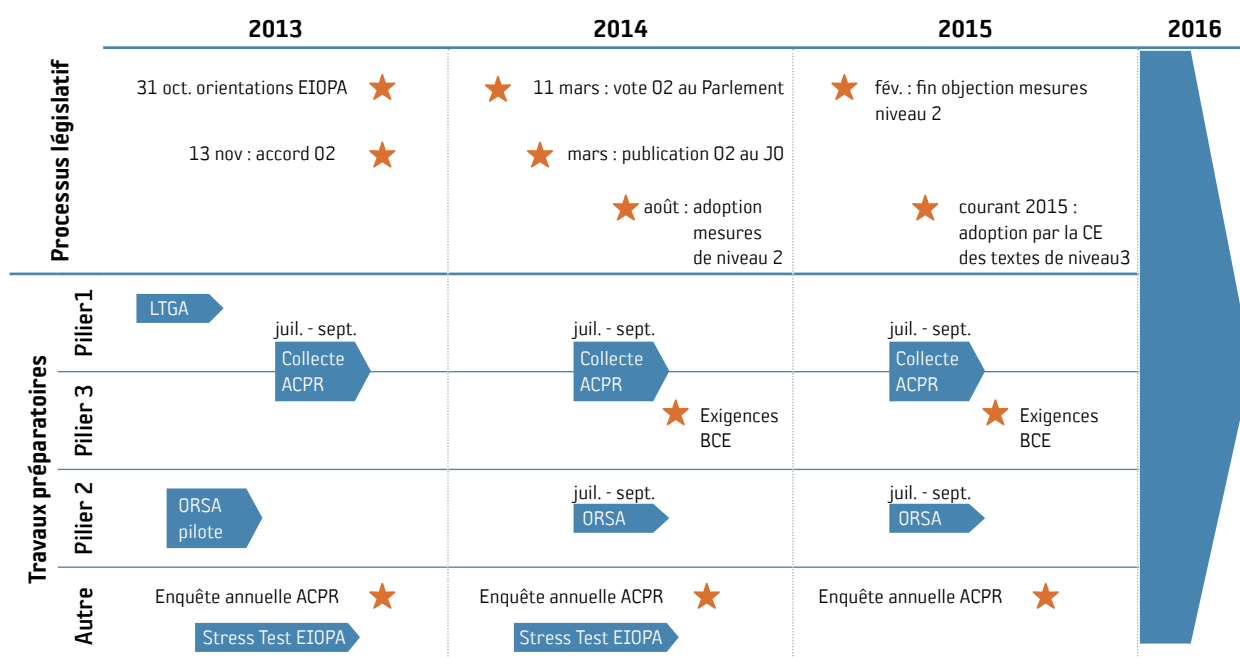 2013
2014
2015
2016
Processus législatif
31 oct. orientations EIOPA
11 mars : vote O2 au Parlement
fév. : fin objection mesures
niveau 2
13 nov : accord O2
mars : publication O2 au JO
août : adoption
mesures
de niveau 2
courant 2015 :
adoption par la CE
des textes de niveau3
Travaux préparatoires
Pilier1
LTGA
juil. - sept.
Collecte
ACPR
juil. - sept.
Collecte
ACPR
juil. - sept.
Collecte
ACPR
Pilier 3
Exigences
BCE
Exigences
BCE
Pilier 2
ORSA
pilote
juil. - sept.
ORSA
juil. - sept.
ORSA
Autre
Enquête annuelle ACPR
Enquête annuelle ACPR
Enquête annuelle ACPR
Stress Test EIOPA
Stress Test EIOPA